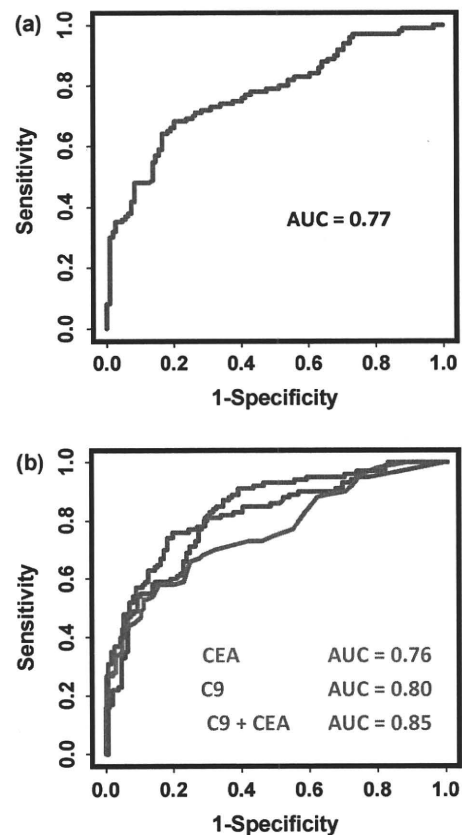 (a)
1.0
0.8
0.6
0.4
0.2
0.0
Sensitivity
AUC = 0.77
0.0 0.2 0.4 0.6 0.8 1.0
1-Specificity
(b)
1.0
0.8
0.6
0.4
0.2
0.0
Sensitivity
CEA AUC = 0.76
C9 AUC = 0.80
C9 + CEA AUC = 0.85
0.0 0.2 0.4 0.6 0.8 1.0
1-Specificity